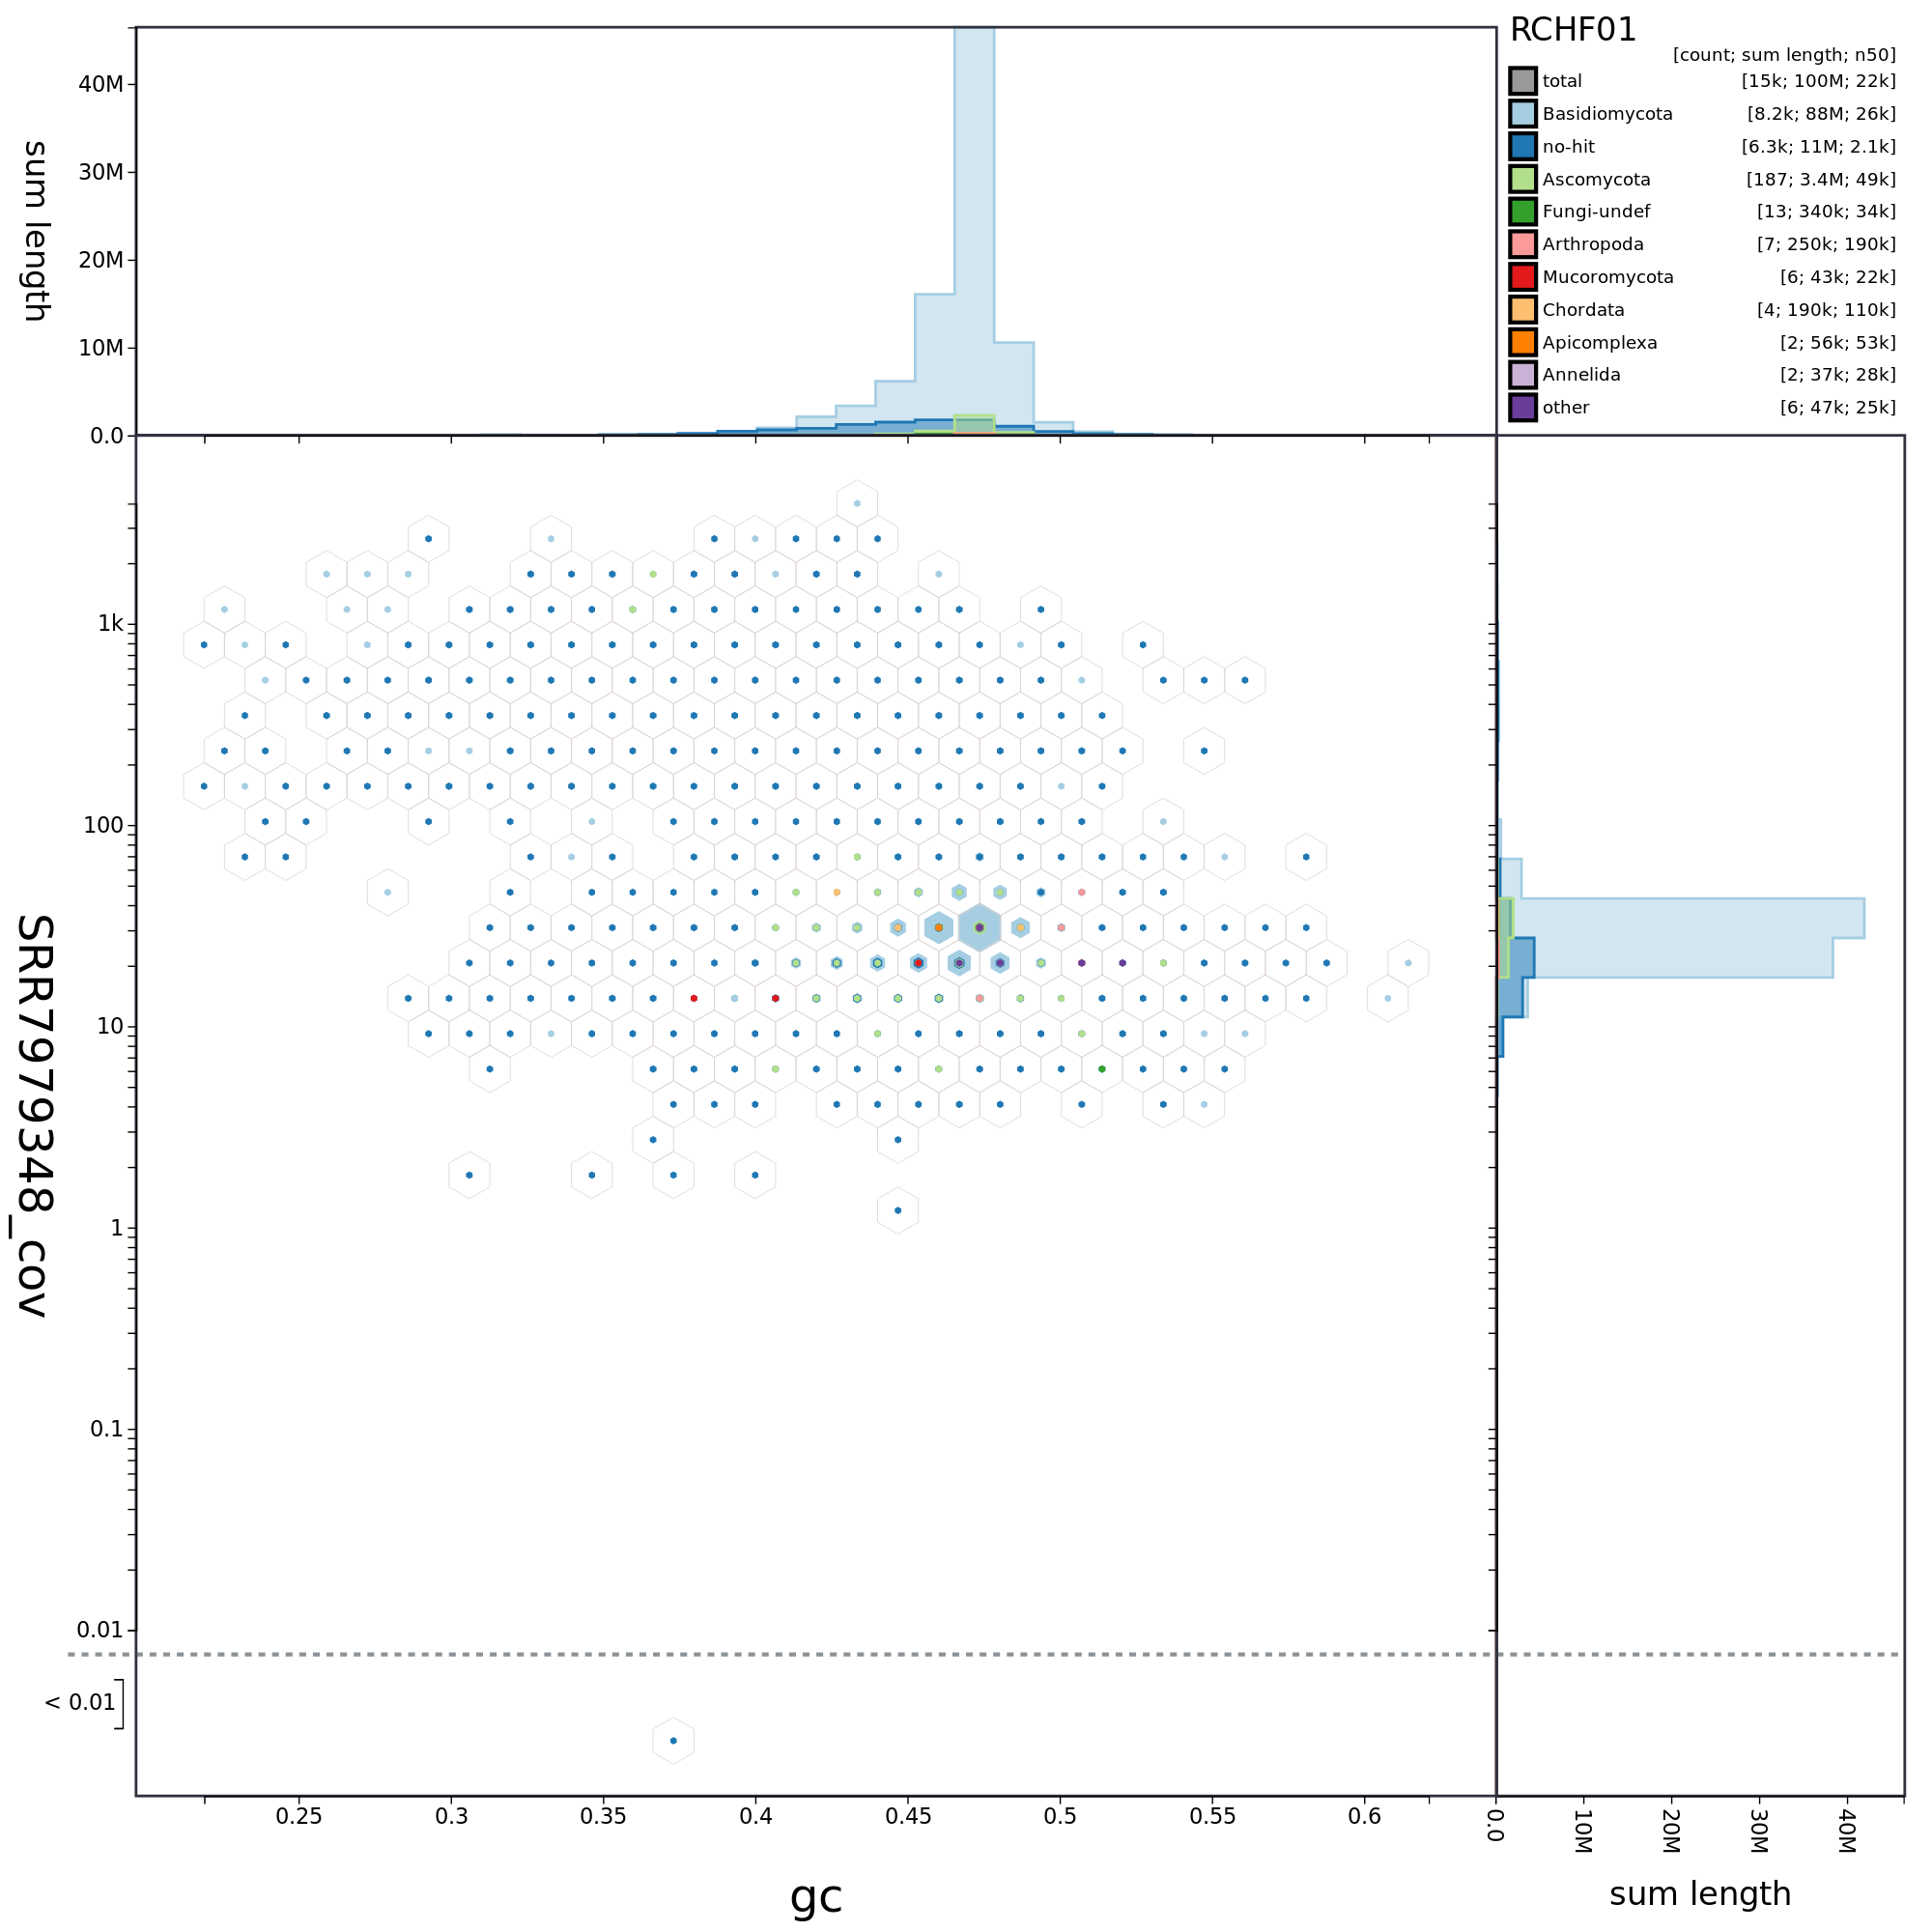 RCHF01
[count; sum length; n50]
total [15k; 100M; 22k]
Basidiomycota [8.2k; 88M; 26k]
no-hit [6.3k; 11M; 2.1k]
Ascomycota [187; 3.4M; 49k]
Fungi-undef [13; 340k; 34k]
Arthropoda [7; 250k; 190k]
Mucoromycota [6; 43k; 22k]
Chordata [4; 190k; 110k]
Apicomplexa [2; 56k; 53k]
Annelida [2; 37k; 28k]
other [6; 47k; 25k]
sum length
40M
30M
20M
10M
0.0
SRR7979348_cov
1k
100
10
1
0.1
0.01
< 0.01
0.25 0.3 0.35 0.4 0.45 0.5 0.55 0.6
gc
0.0 10M 20M 30M 40M
sum length